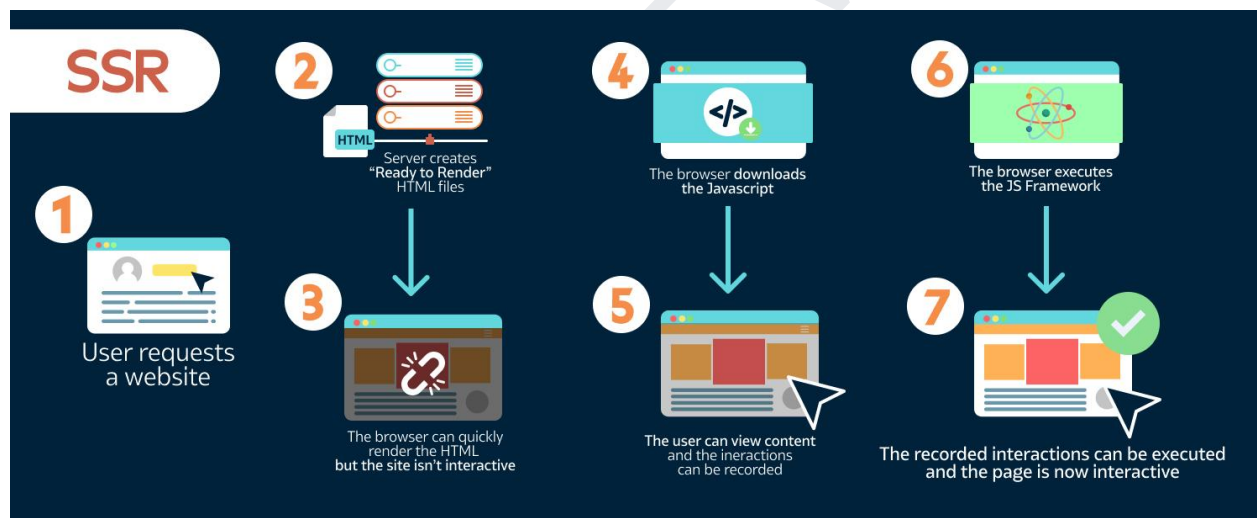 SSR
1
User requests
a website
2
HTML
Server creates
“Ready to Render”
HTML files
3
The browser can quickly
render the HTML
but the site isn’t interactive
4
</>
The browser downloads
the Javascript
5
The user can view content
and the ineractions
can be recorded
6
The browser executes
the JS Framework
7
The recorded interactions can be executed
and the page is now interactive